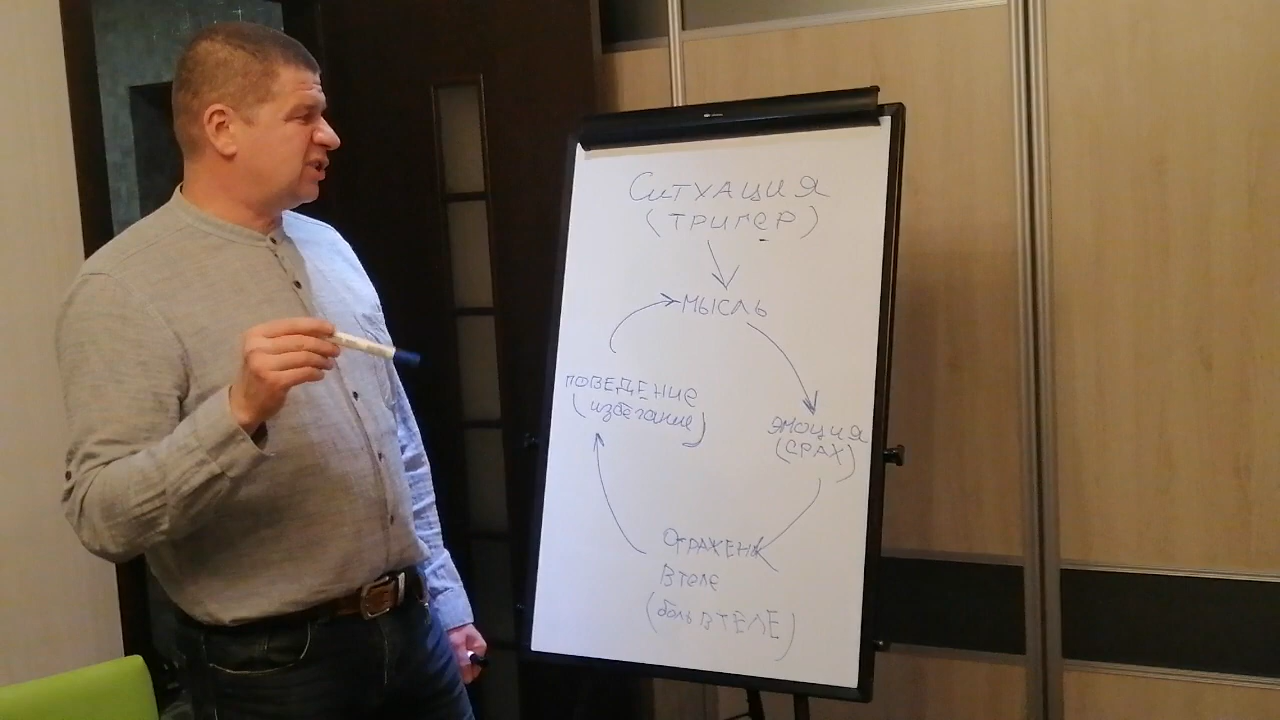 Ситуация
(тригер)
мысль
поведение
(избегание)
эмоция
(срах)
Отражен
в теле
(боль в теле)